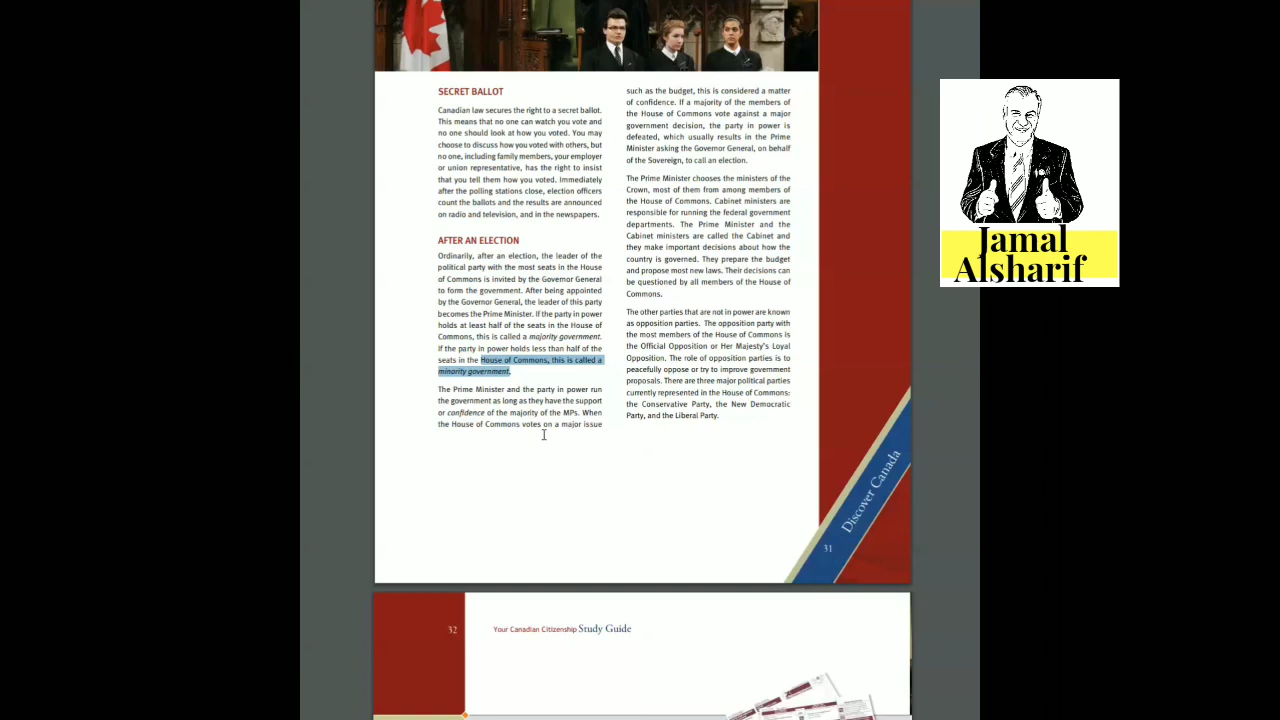 SECRET BALLOT
Canadian law secures the right to a secret ballot.
This means that no one can watch you vote and
no one should look at how you voted. You may
choose to discuss how you voted with others, but
no one, including family members, your employer
or union representative, has the right to insist
that you tell them how you voted. Immediately
after the polling stations close, election officers
count the ballots and the results are announced
on radio and television, and in the newspapers.
AFTER AN ELECTION
Ordinarily, after an election, the leader of the
political party with the most seats in the House
of Commons is invited by the Governor General
to form the government. After being appointed
by the Governor General, the leader of this party
becomes the Prime Minister. If the party in power
holds at least half of the seats in the House of
Commons, this is called a majority government.
If the party in power holds less than half of the
seats in the House of Commons, this is called a
minority government.
The Prime Minister and the party in power run
the government as long as they have the support
or confidence of the majority of the MPs. When
the House of Commons votes on a major issue
such as the budget, this is considered a matter
of confidence. If a majority of the members of
the House of Commons vote against a major
government decision, the party in power is
defeated, which usually results in the Prime
Minister asking the Governor General, on behalf
of the Sovereign, to call an election.
The Prime Minister chooses the ministers of the
Crown, most of them from among members of
the House of Commons. Cabinet ministers are
responsible for running the federal government
departments. The Prime Minister and the
Cabinet ministers are called the Cabinet and
they make important decisions about how the
country is governed. They prepare the budget
and propose most new laws. Their decisions can
be questioned by all members of the House of
Commons.
The other parties that are not in power are known
as opposition parties. The opposition party with
the most members of the House of Commons is
the Official Opposition or Her Majesty's Loyal
Opposition. The role of opposition parties is to
peacefully oppose or try to improve government
proposals. There are three major political parties
currently represented in the House of Commons:
the Conservative Party, the New Democratic
Party, and the Liberal Party.
Discover Canada
31
Jamal
Alsharif
32
Your Canadian Citizenship Study Guide